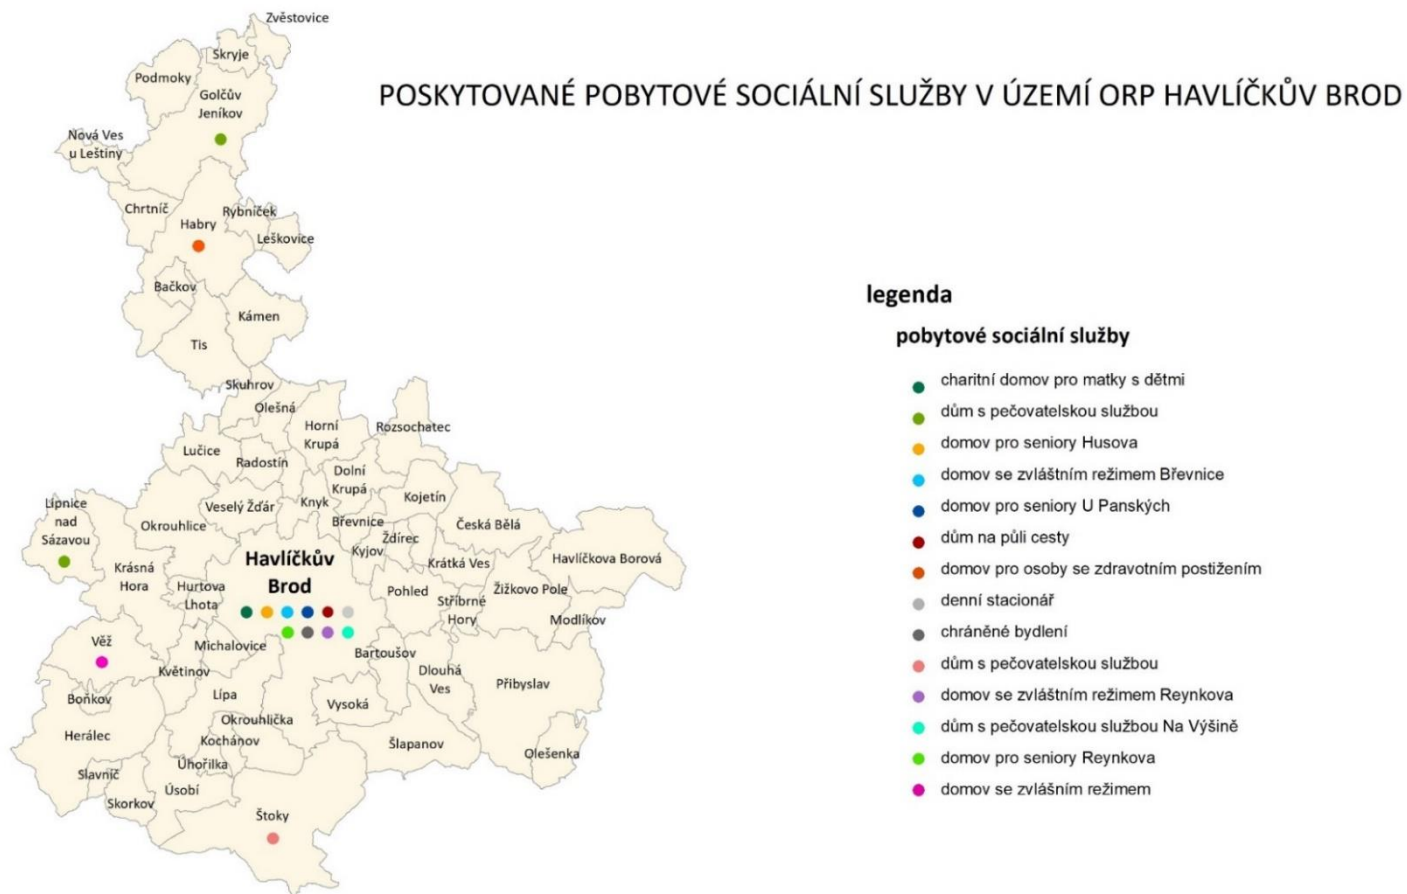 Zvěstovice
Skryje
Podmoky
Golčův
Jeníkov
POSKYTOVANÉ POBYTOVÉ SOCIÁLNÍ SLUŽBY V ÚZEMÍ ORP HAVLÍČKŮV BROD
Nová Ves
u Leštiny
Chrtníč
Rybníček
Habry
Leškovice
Bačkov
Kámen
Tis
Skuhrov
Olešná
Horní
Krupá
Rozsochatec
Lučice
Radostín
Dolní
Krupá
Kojetín
Lipnice
nad
Sázavou
Veselý Žďár
Knyk
Okrouhlice
Břevnice
Česká Bělá
Ždírec
Kyjov
Havlíčkův
Brod
Krátká Ves
Havlíčkova Borová
Krásná
Hora
Hurtova
Lhota
Pohled
Žižkovo Pole
Stříbrné
Hory
Modlíkov
Věž
Michalovice
Bartoušov
Květinov
Dlouhá
Ves
Přibyslav
Boňkov
Lípa
Vysoká
Okrouhlička
Herálec
Kochánov
Šlapanov
Olešenka
Úhořilka
Slavníč
Úsobí
Skorkov
Štoky
legenda
pobytové sociální služby
charitní domov pro matky s dětmi
dům s pečovatelskou službou
domov pro seniory Husova
domov se zvláštním režimem Břevnice
domov pro seniory U Panských
dům na půli cesty
domov pro osoby se zdravotním postižením
denní stacionář
chráněné bydlení
dům s pečovatelskou službou
domov se zvláštním režimem Reynkova
dům s pečovatelskou službou Na Výšině
domov pro seniory Reynkova
domov se zvlášním režimem